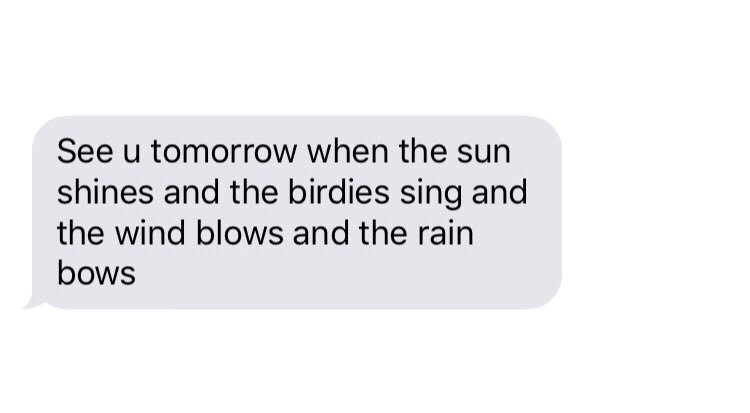 See u tomorrow when the sun
shines and the birdies sing and
the wind blows and the rain
bows